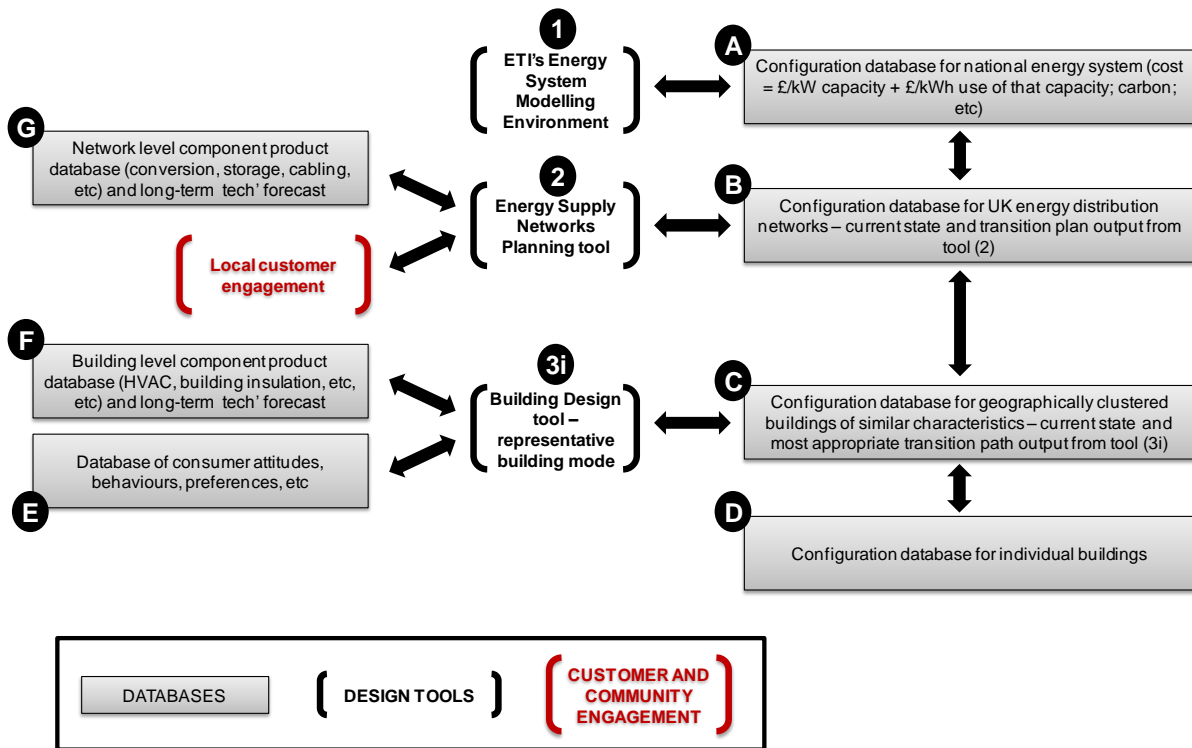 1
ETI's Energy
System
Modelling
Environment
A
Configuration database for national energy system (cost
= £/kW capacity + £/kWh use of that capacity; carbon;
etc)
G
Network level component product
database (conversion, storage, cabling,
etc) and long-term tech' forecast
2
Energy Supply
Networks
Planning tool
B
Configuration database for UK energy distribution
networks – current state and transition plan output from
tool (2)
Local customer
engagement
F
Building level component product
database (HVAC, building insulation, etc,
etc) and long-term tech' forecast
3i
Building Design
tool –
representative
building mode
C
Configuration database for geographically clustered
buildings of similar characteristics – current state and
most appropriate transition path output from tool (3i)
Database of consumer attitudes,
behaviours, preferences, etc
E
D
Configuration database for individual buildings
DATABASES
DESIGN TOOLS
CUSTOMER AND
COMMUNITY
ENGAGEMENT